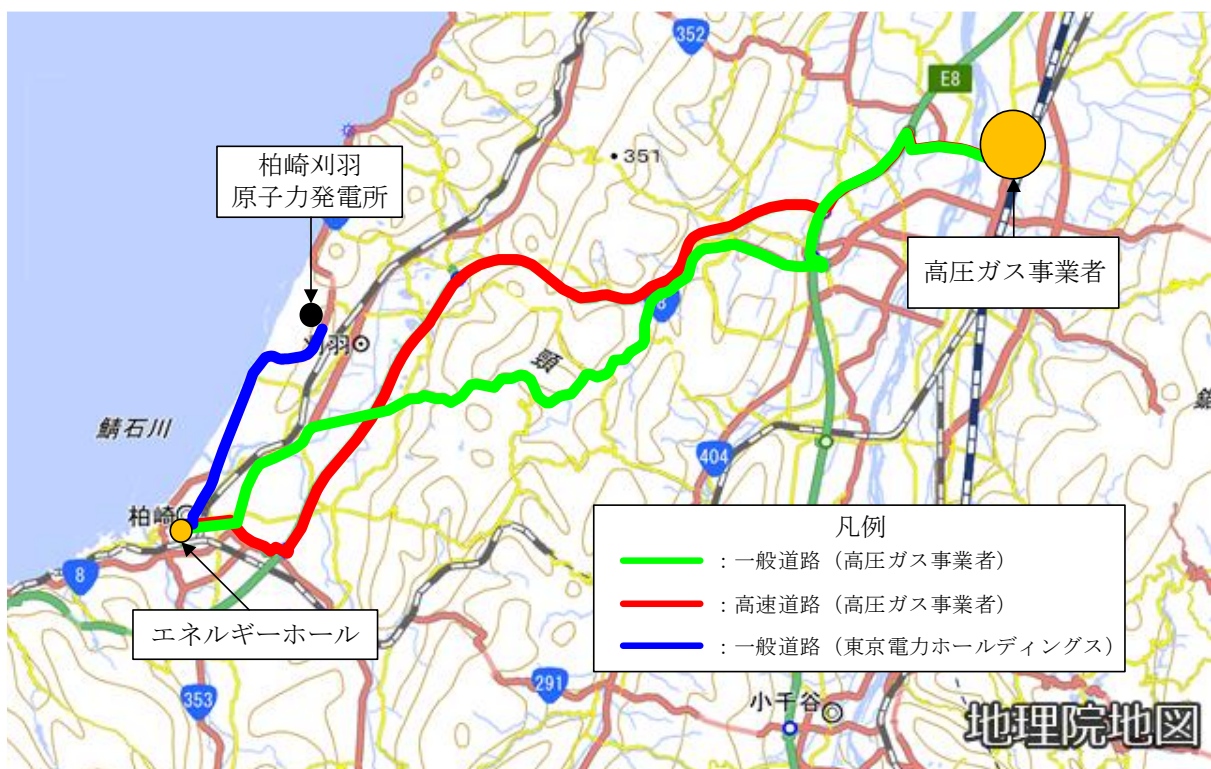 352
E8
・351
柏崎刈羽
原子力発電所
高圧ガス事業者
8
刈羽
頸
鯖石川
404
柏崎
凡例
：一般道路（高圧ガス事業者）
：高速道路（高圧ガス事業者）
：一般道路（東京電力ホールディングス）
8
エネルギーホール
353
291
小千谷
地理院地図